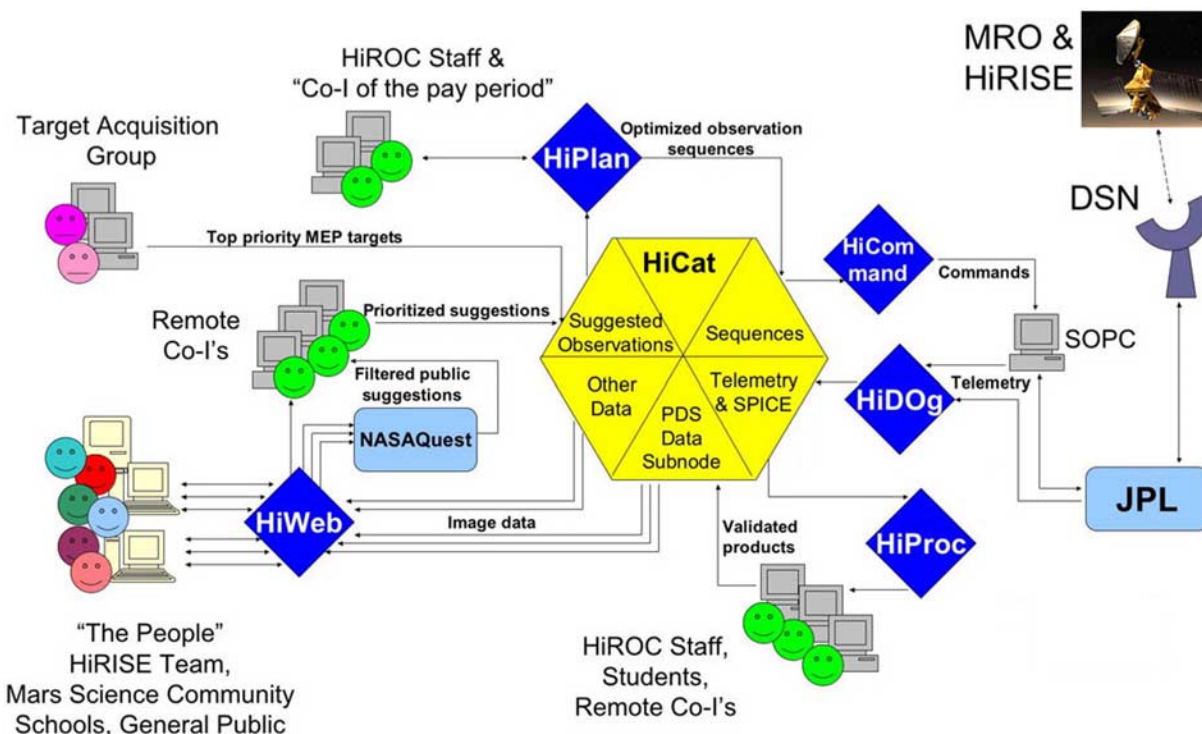 MRO &
HiRISE
HiROC Staff &
“Co-I of the pay period”
Target Acquisition
Group
HiPlan
Optimized observation
sequences
DSN
Top priority MEP targets
HiCat
HiCom
mand
Commands
Remote
Co-I’s
Prioritized suggestions
Suggested
Observations
Sequences
SOPC
Filtered public
suggestions
Other
Data
Telemetry
& SPICE
HiDOg
Telemetry
NASAQuest
PDS
Data
Subnode
JPL
HiWeb
Image data
Validated
products
HiProc
“The People”
HiRISE Team,
Mars Science Community
Schools, General Public
HiROC Staff,
Students,
Remote Co-I’s